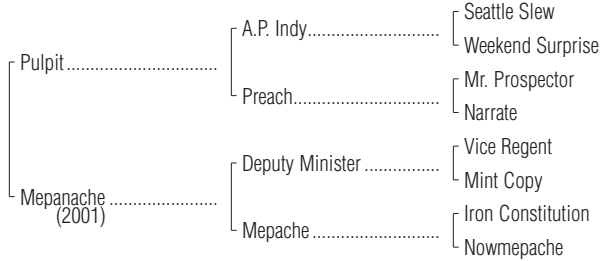 Seattle Slew
A.P. Indy..............................
Weekend Surprise
Pulpit..................................
Mr. Prospector
Preach.................................
Narrate
Vice Regent
Deputy Minister..................
Mint Copy
Mepanache.........................
(2001)
Iron Constitution
Mepache.............................
Nowmepache